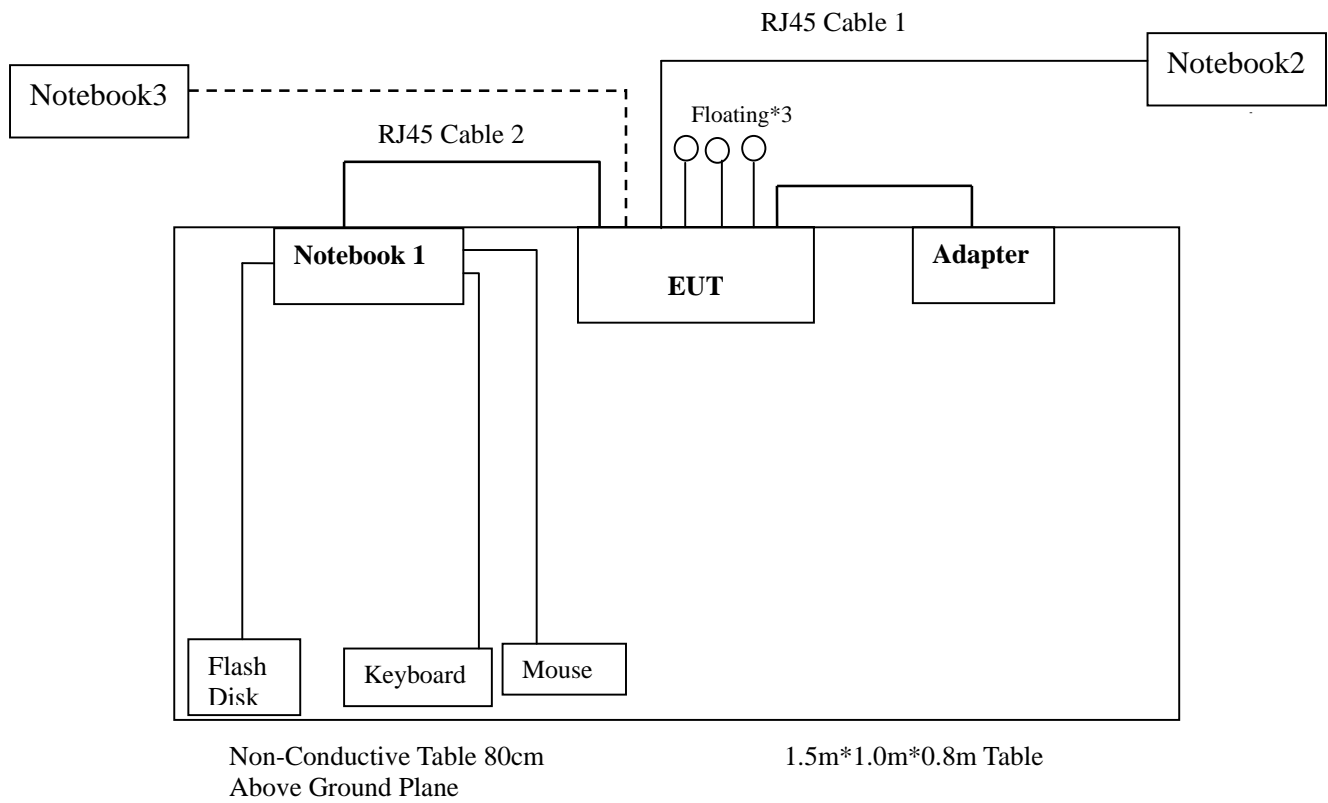 RJ45 Cable 1
Notebook2
Notebook3
Floating*3
RJ45 Cable 2
Notebook 1
EUT
Adapter
Flash
Disk
Keyboard
Mouse
Non-Conductive Table 80cm
Above Ground Plane
1.5m*1.0m*0.8m Table